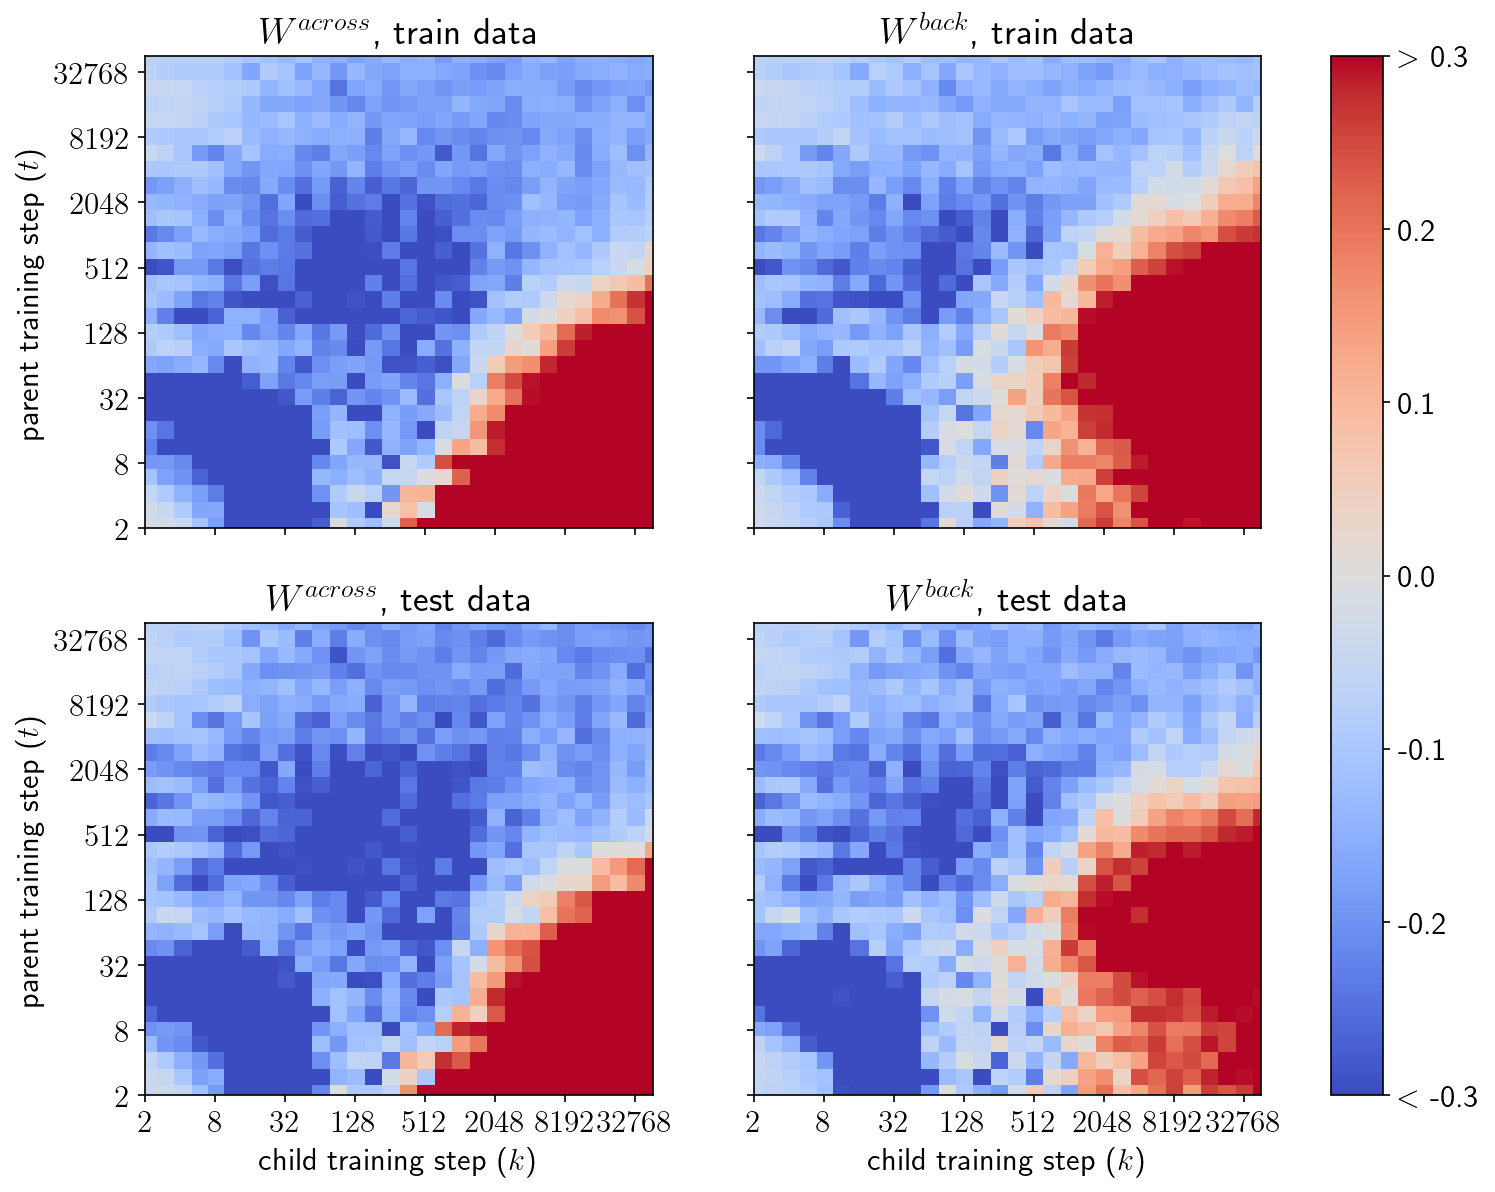 W^{across}, train data
W^{back}, train data
> 0.3
32768
8192
2048
512
128
32
8
2
parent training step (t)
0.2
0.1
0.0
-0.1
-0.2
< -0.3
W^{across}, test data
W^{back}, test data
32768
8192
2048
512
128
32
8
2
parent training step (t)
2 8 32 128 512 2048 8192 32768
2 8 32 128 512 2048 8192 32768
child training step (k)
child training step (k)